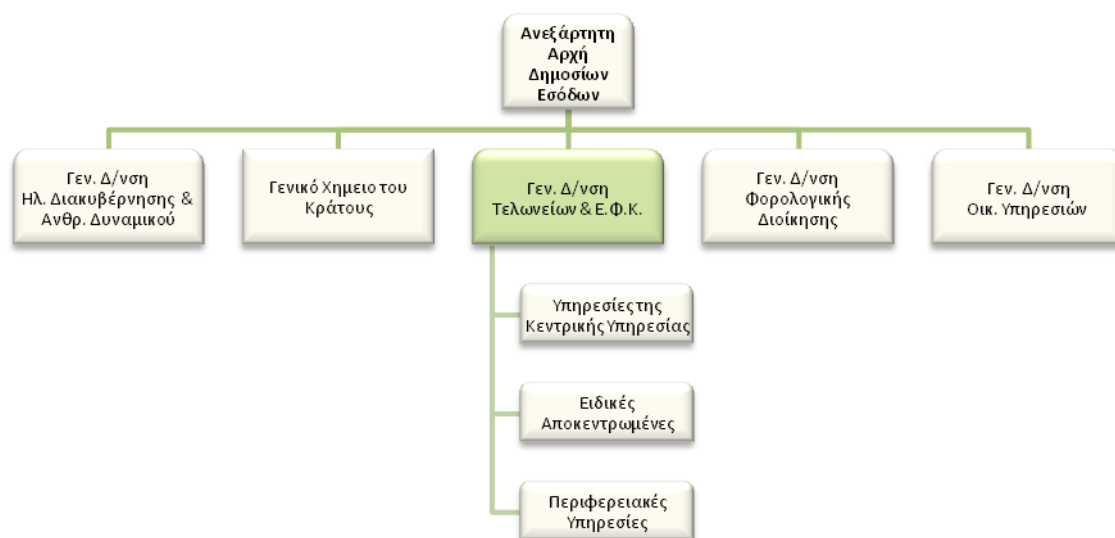 Ανεξάρτητη
Αρχή
Δημοσίων
Εσόδων
Γεν. Δ/νση
Ηλ. Διακυβέρνησης &
Ανθρ. Δυναμικού
Γενικό Χημειο του
Κράτους
Γεν. Δ/νση
Τελωνείων & Ε.Φ.Κ.
Γεν. Δ/νση
Φορολογικής
Διοίκησης
Γεν. Δ/νση
Οικ. Υπηρεσιών
Υπηρεσίες της
Κεντρικής Υπηρεσίας
Ειδικές
Αποκεντρωμένες
Περιφερειακές
Υπηρεσίες